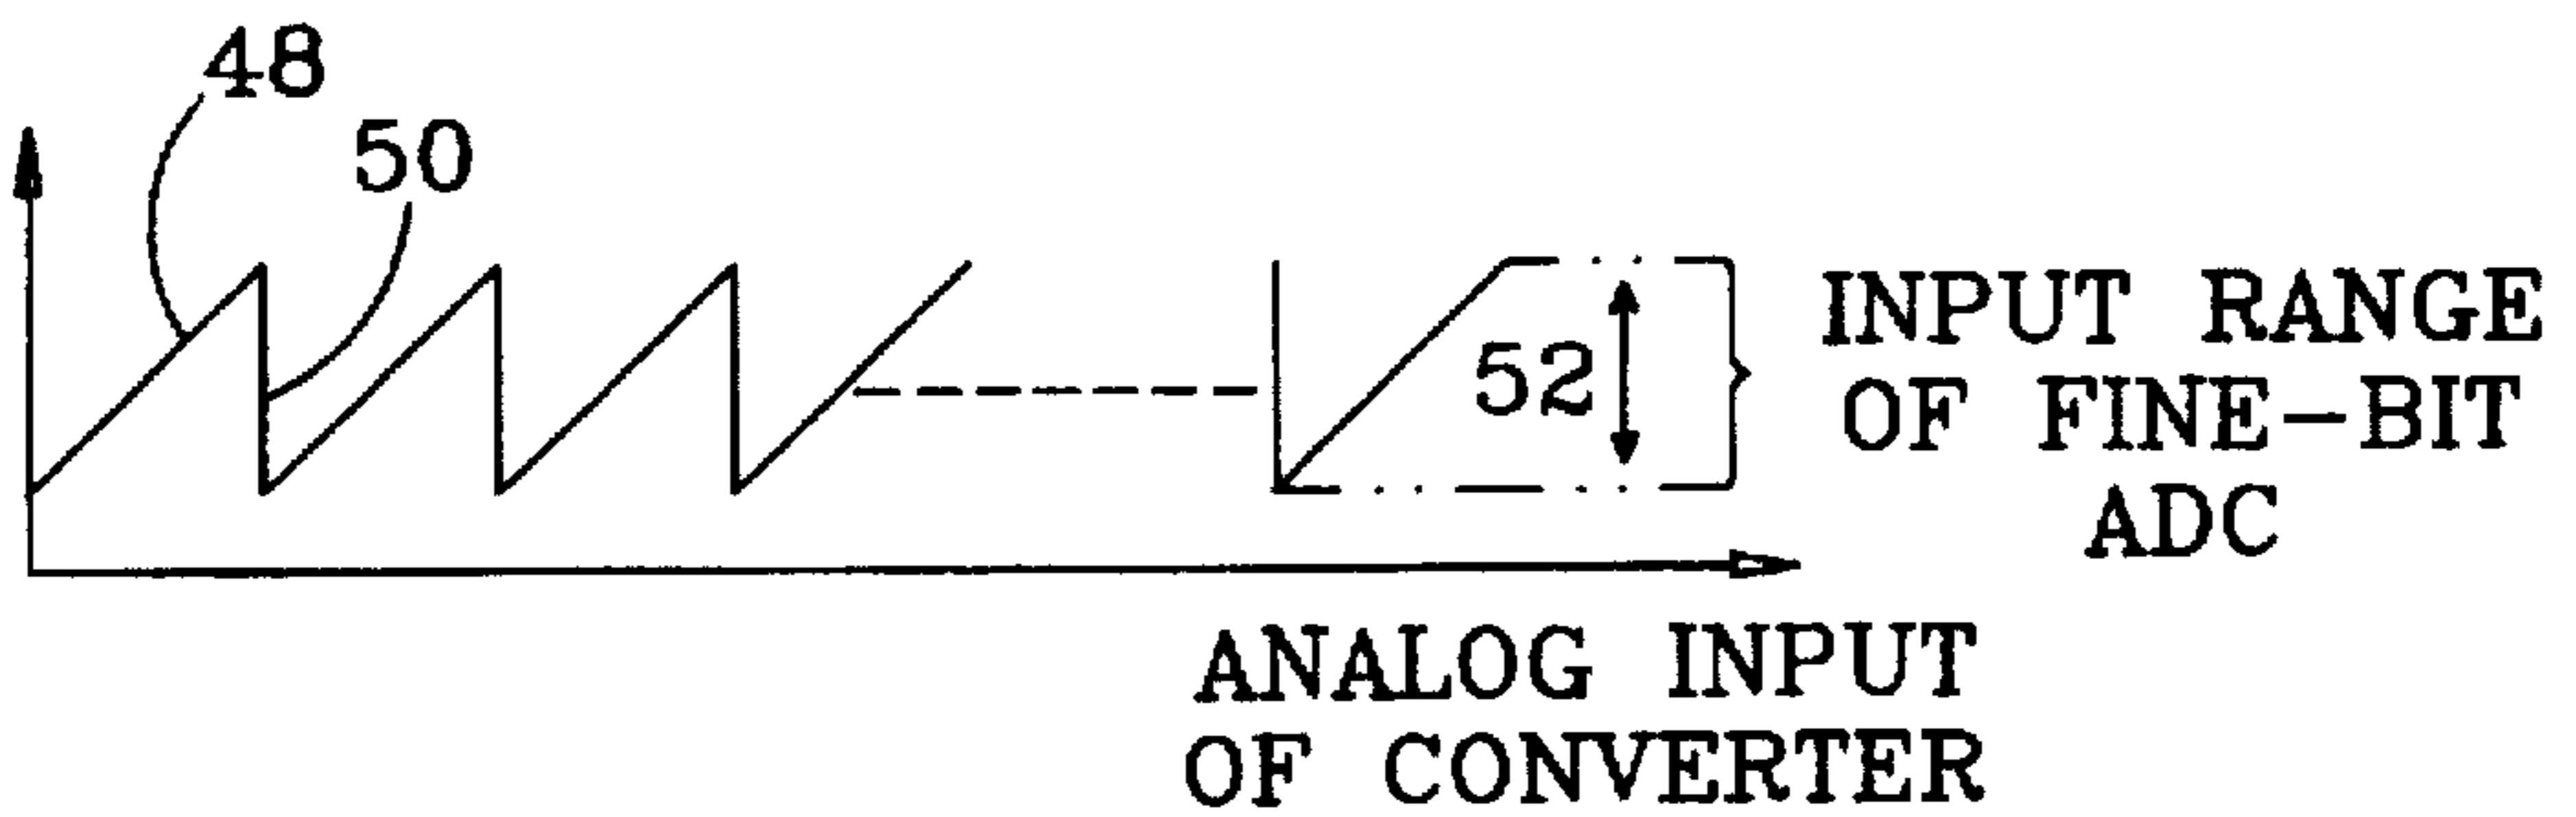 48
50
52
INPUT RANGE
OF FINE-BIT
ADC
ANALOG INPUT
OF CONVERTER